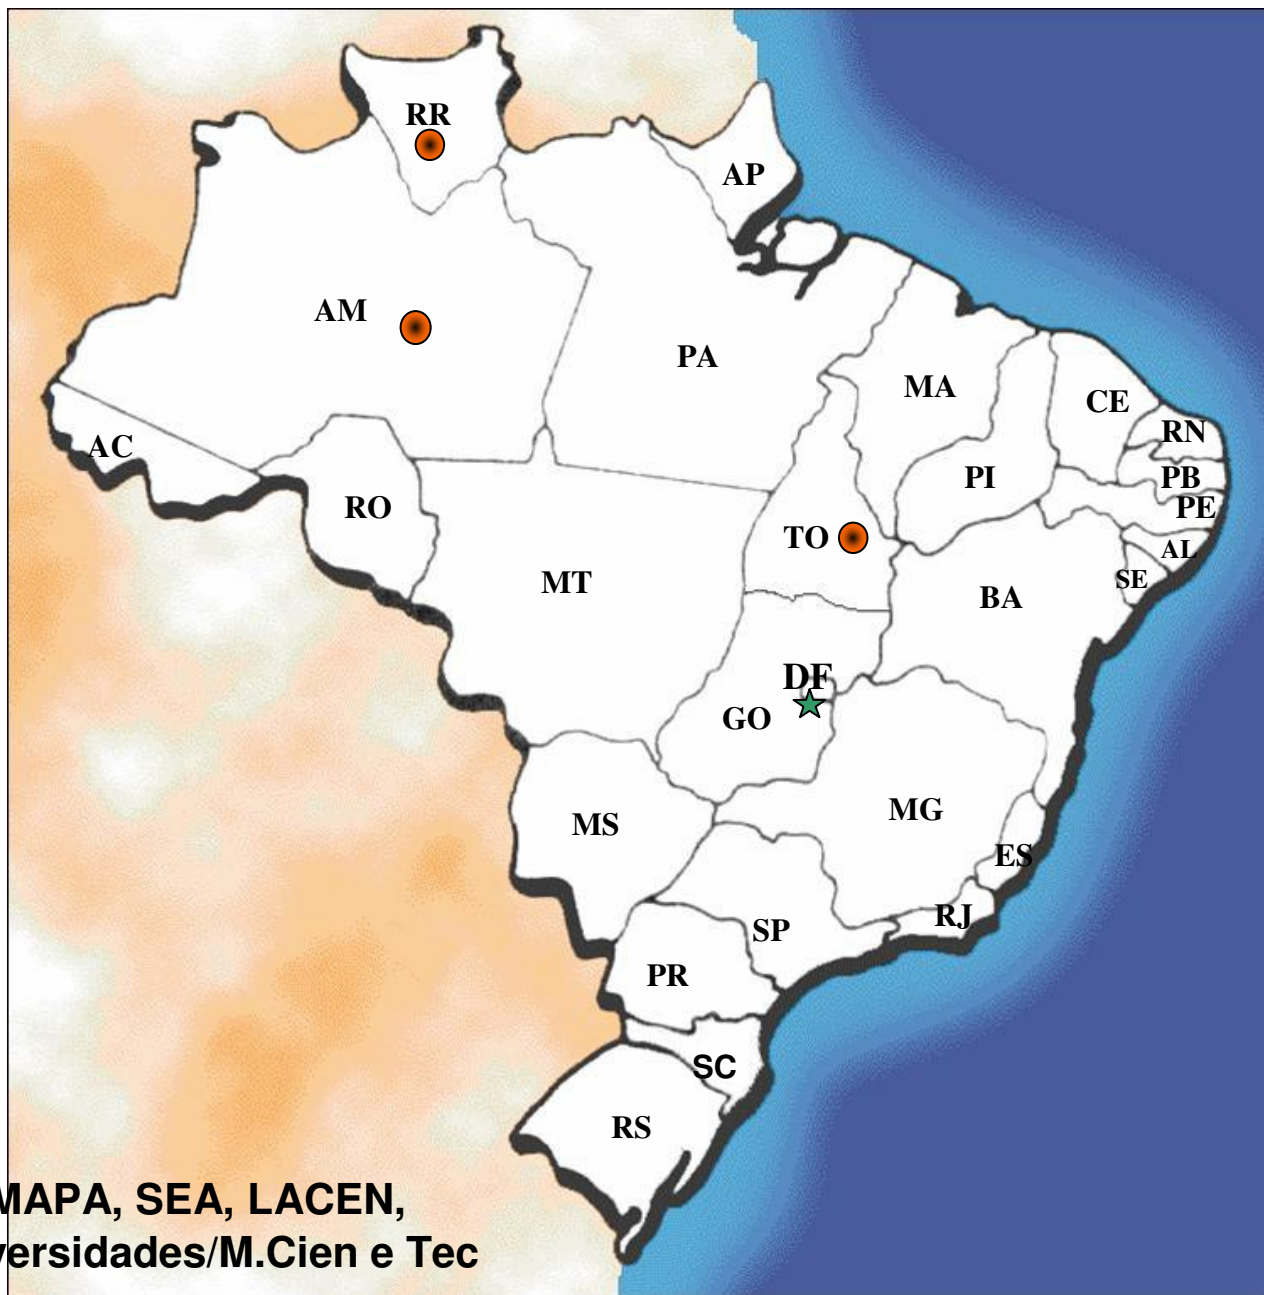 RR
AP
AM
PA
MA
CE
RN
AC
PI
PB
RO
PE
TO
AL
MT
SE
BA
DF
GO
MG
MS
ES
RJ
SP
PR
SC
RS
MAPA, SEA, LACEN,
versidades/M.Cien e Tec